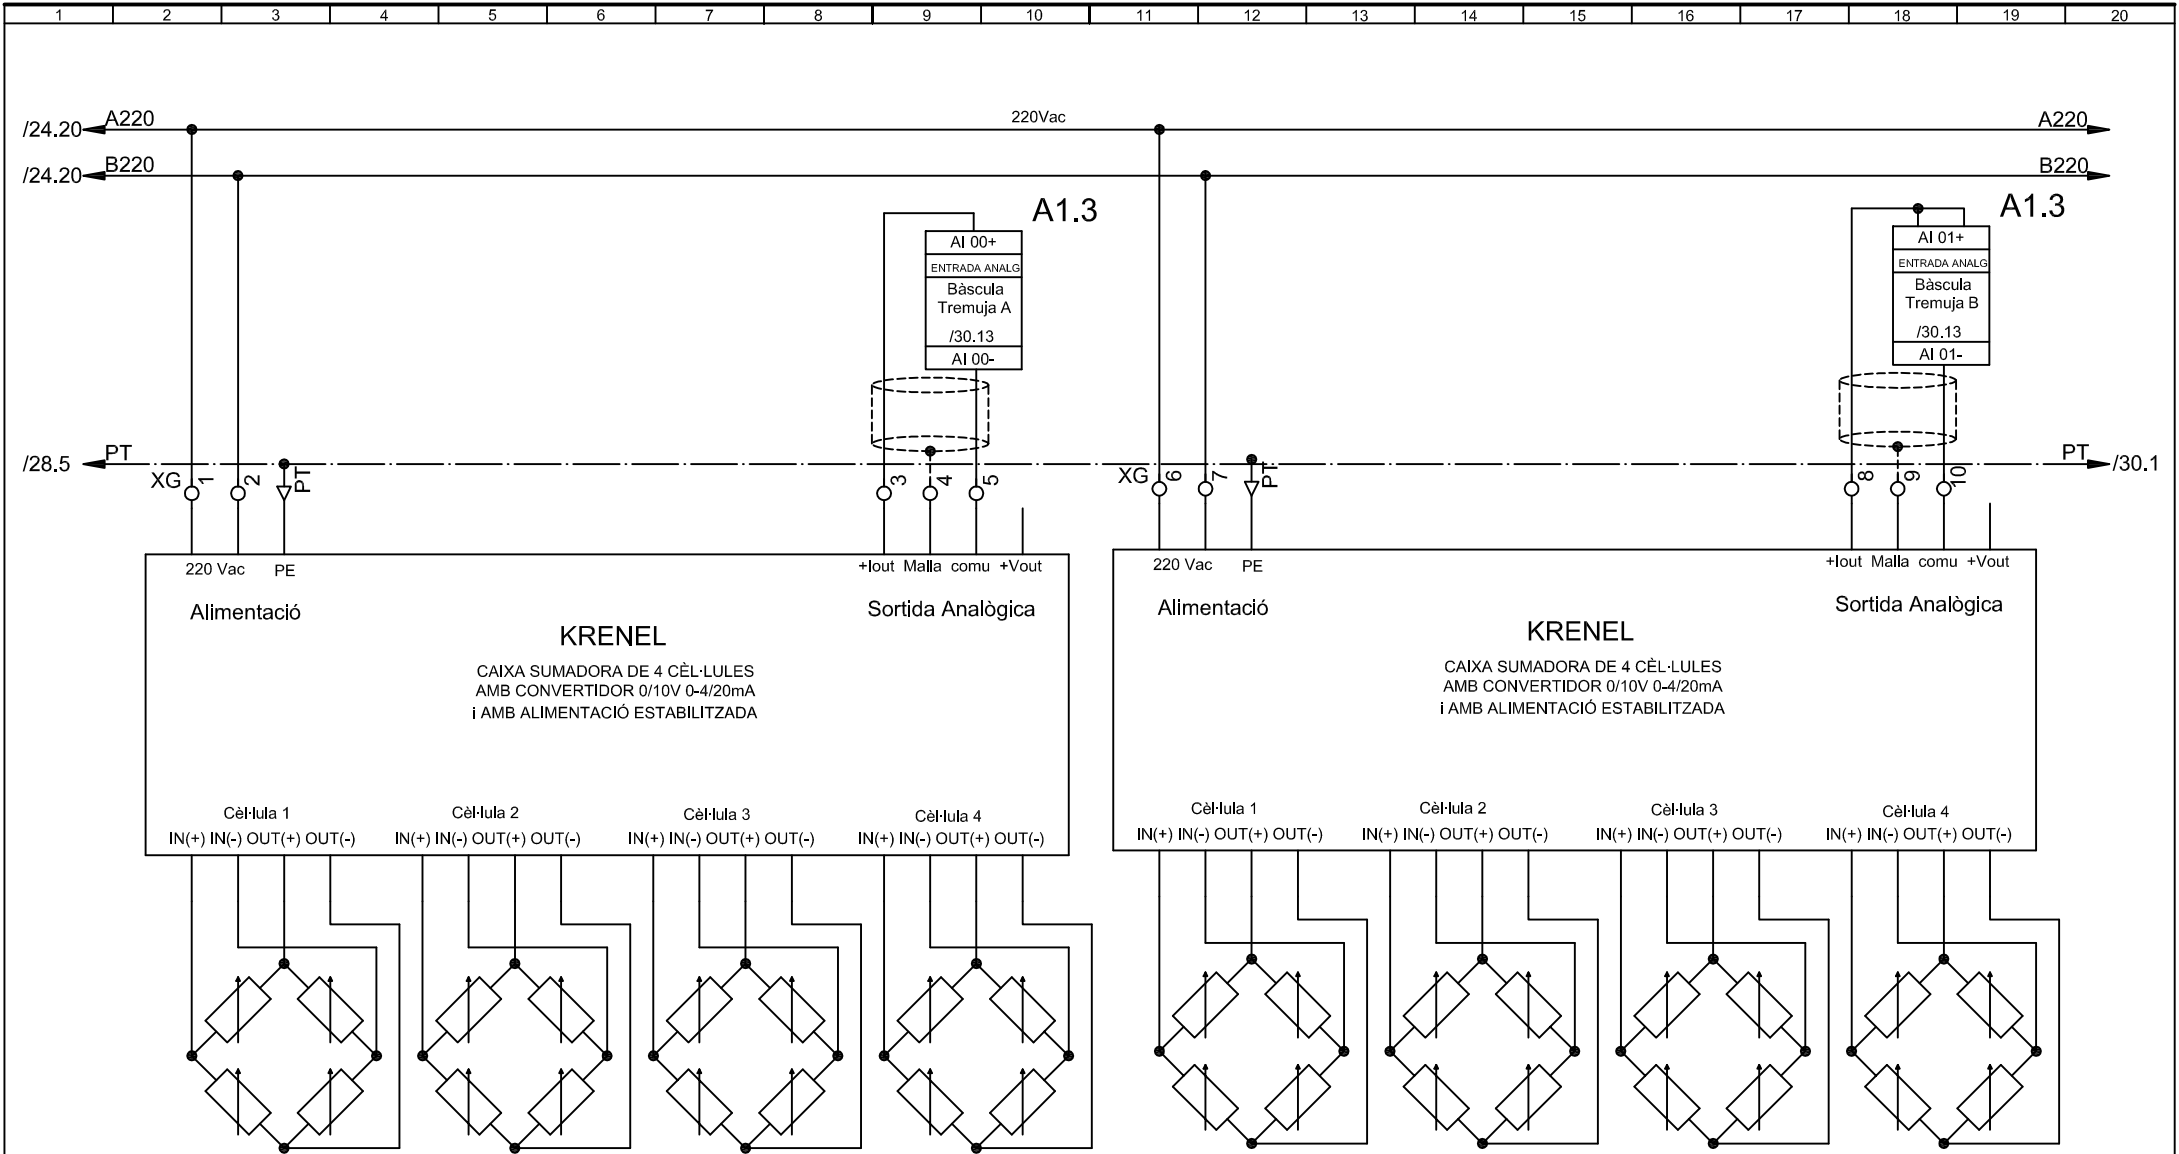 1 2 3 4 5 6 7 8 9 10 11 12 13 14 15 16 17 18 19 20
/24.20 A220 220Vac A220
/24.20 B220 B220
A1.3 A1.3
AI 00+
ENTRADA ANALG
Bàscula
Tremuja A
/30.13
AI 00-
AI 01+
ENTRADA ANALG
Bàscula
Tremuja B
/30.13
AI 01-
/28.5 PT PT /30.1
XG 1 2 PT 3 4 5 XG 6 7 PT 8 9 10
220 Vac PE +Iout Malla comu +Vout
Alimentació Sortida Analògica
KRENEL
CAIXA SUMADORA DE 4 CÈL·LULES
AMB CONVERTIDOR 0/10V 0-4/20mA
i AMB ALIMENTACIÓ ESTABILITZADA
Cèl·lula 1 Cèl·lula 2 Cèl·lula 3 Cèl·lula 4
IN(+) IN(-) OUT(+) OUT(-) IN(+) IN(-) OUT(+) OUT(-) IN(+) IN(-) OUT(+) OUT(-) IN(+) IN(-) OUT(+) OUT(-)
220 Vac PE +Iout Malla comu +Vout
Alimentació Sortida Analògica
KRENEL
CAIXA SUMADORA DE 4 CÈL·LULES
AMB CONVERTIDOR 0/10V 0-4/20mA
i AMB ALIMENTACIÓ ESTABILITZADA
Cèl·lula 1 Cèl·lula 2 Cèl·lula 3 Cèl·lula 4
IN(+) IN(-) OUT(+) OUT(-) IN(+) IN(-) OUT(+) OUT(-) IN(+) IN(-) OUT(+) OUT(-) IN(+) IN(-) OUT(+) OUT(-)